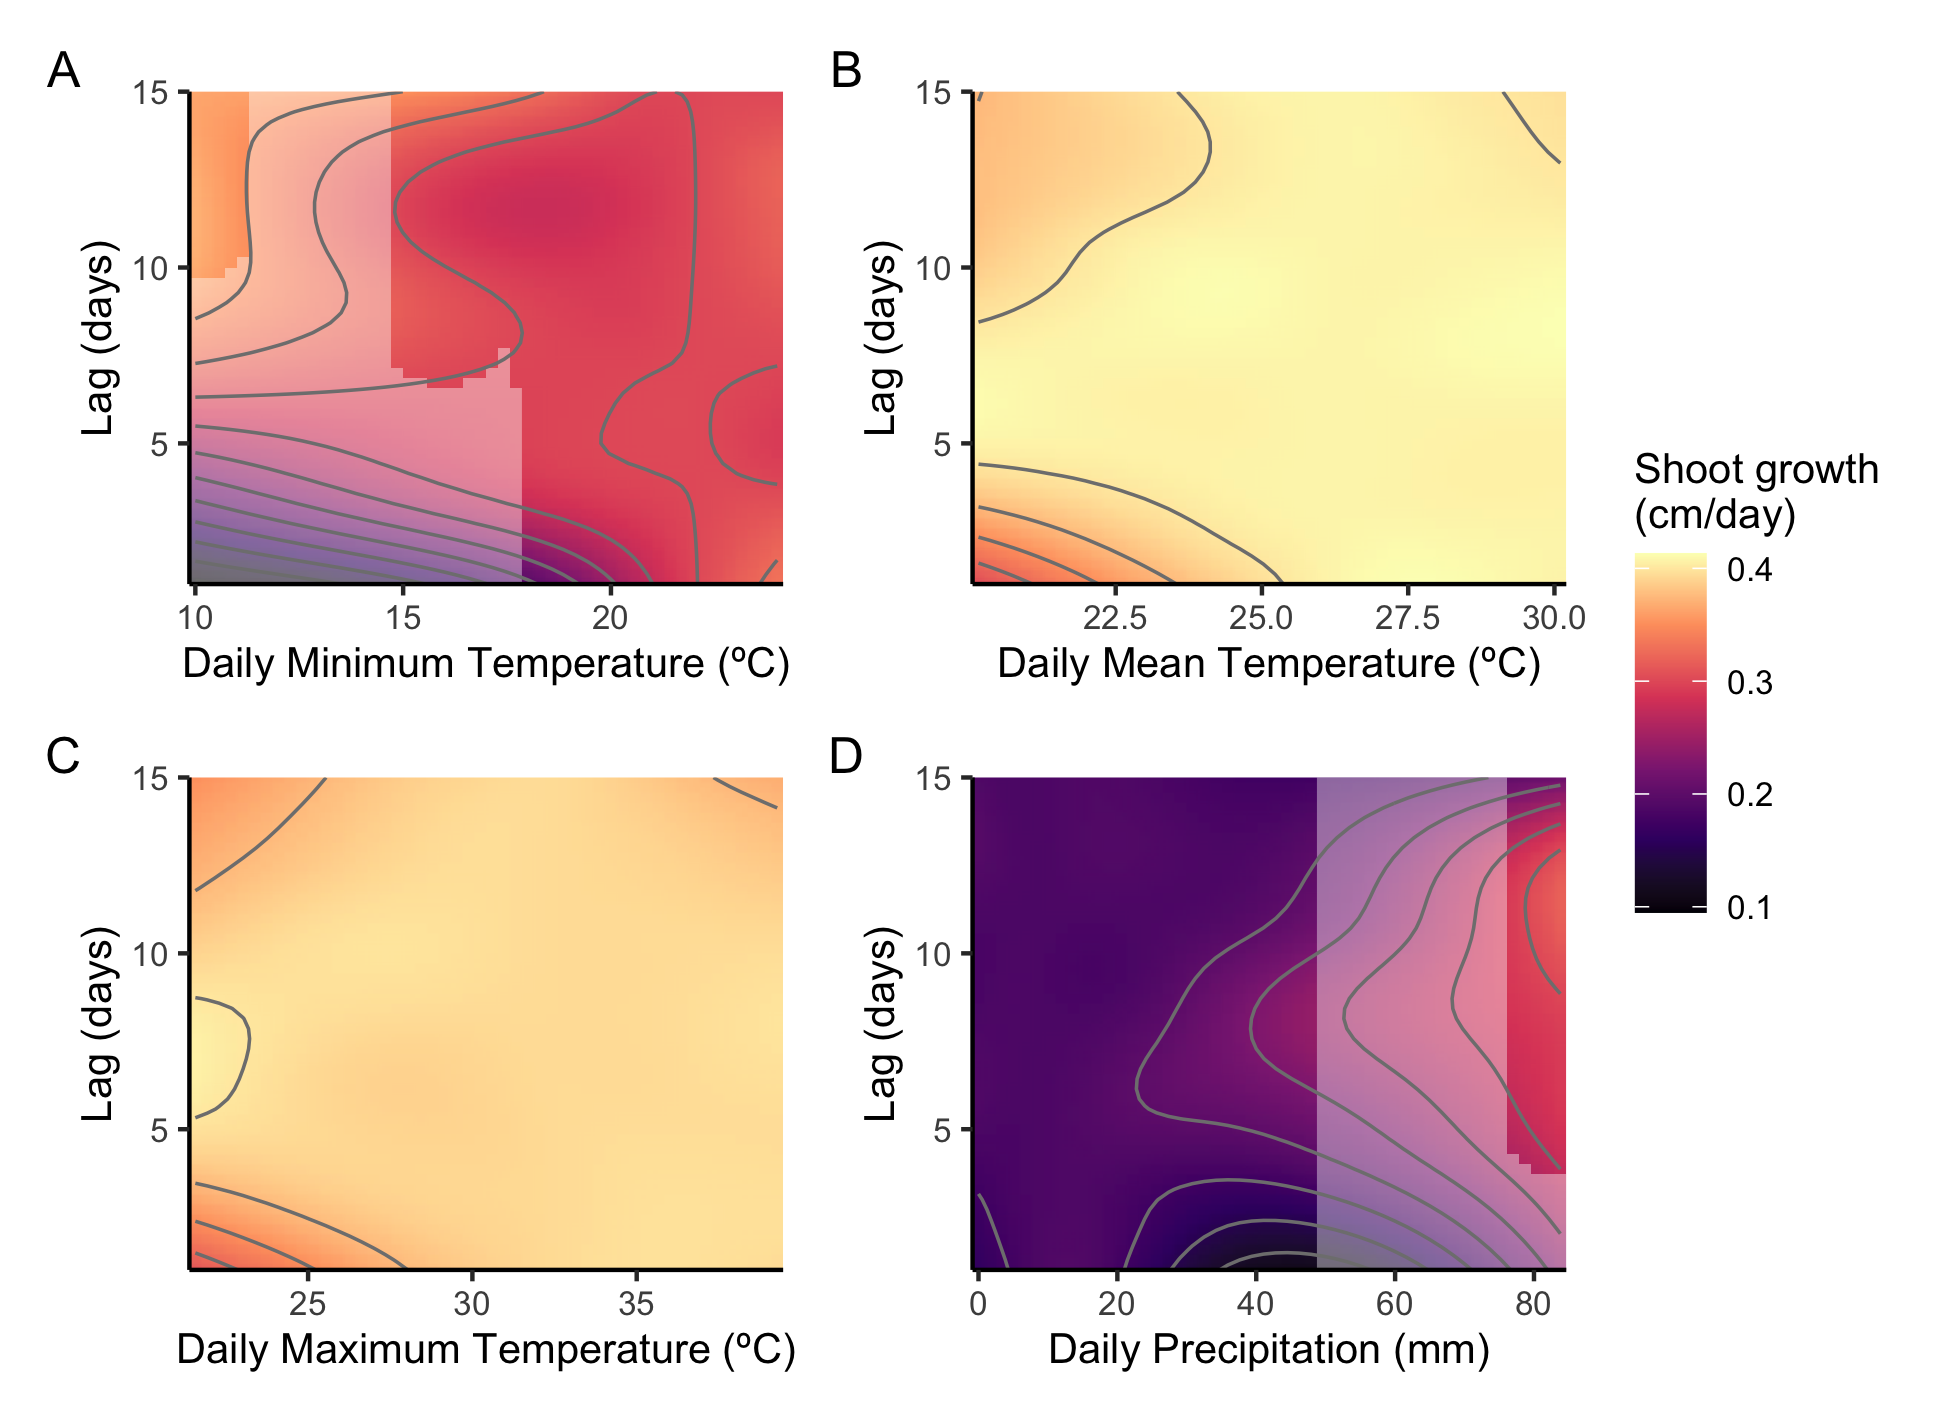 A
15
10
5
Lag (days)
10 15 20
Daily Minimum Temperature (ºC)
B
15
10
5
Lag (days)
22.5 25.0 27.5 30.0
Daily Mean Temperature (ºC)
Shoot growth
(cm/day)
0.4
0.3
0.2
0.1
C
15
10
5
Lag (days)
25 30 35
Daily Maximum Temperature (ºC)
D
15
10
5
Lag (days)
0 20 40 60 80
Daily Precipitation (mm)